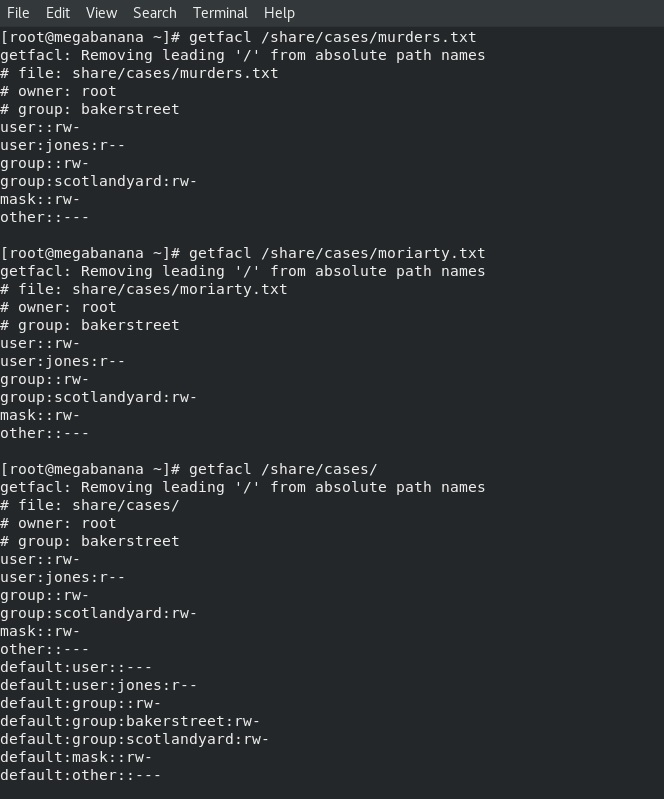 File Edit View Search Terminal Help
[root@megabanana ~]# getfacl /share/cases/murders.txt
getfacl: Removing leading '/' from absolute path names
# file: share/cases/murders.txt
# owner: root
# group: bakerstreet
user::rw-
user:jones:r--
group::rw-
group:scotlandyard:rw-
mask::rw-
other::---

[root@megabanana ~]# getfacl /share/cases/moriarty.txt
getfacl: Removing leading '/' from absolute path names
# file: share/cases/moriarty.txt
# owner: root
# group: bakerstreet
user::rw-
user:jones:r--
group::rw-
group:scotlandyard:rw-
mask::rw-
other::---

[root@megabanana ~]# getfacl /share/cases/
getfacl: Removing leading '/' from absolute path names
# file: share/cases/
# owner: root
# group: bakerstreet
user::rw-
user:jones:r--
group::rw-
group:scotlandyard:rw-
mask::rw-
other::---
default:user::---
default:user:jones:r--
default:group::rw-
default:group:bakerstreet:rw-
default:group:scotlandyard:rw-
default:mask::rw-
default:other::---